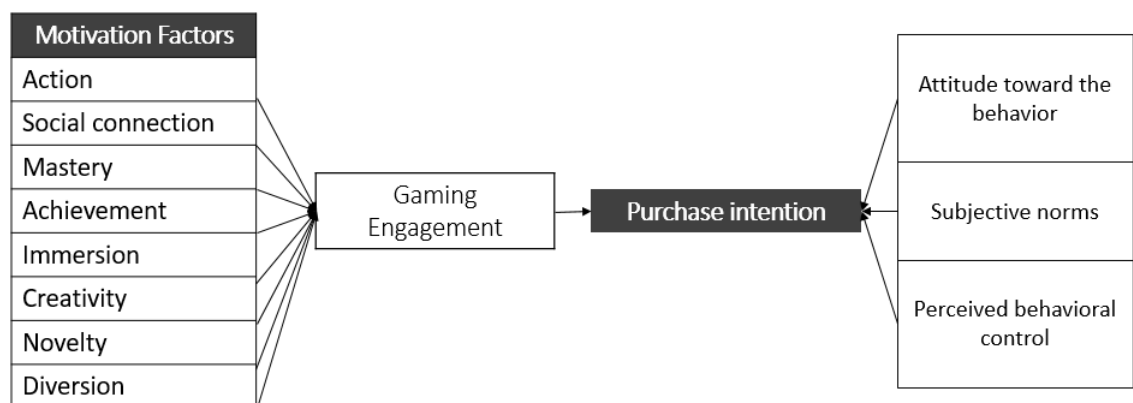 Motivation Factors
Action
Social connection
Mastery
Achievement
Immersion
Creativity
Novelty
Diversion
Gaming
Engagement
Purchase intention
Attitude toward the
behavior
Subjective norms
Perceived behavioral
control